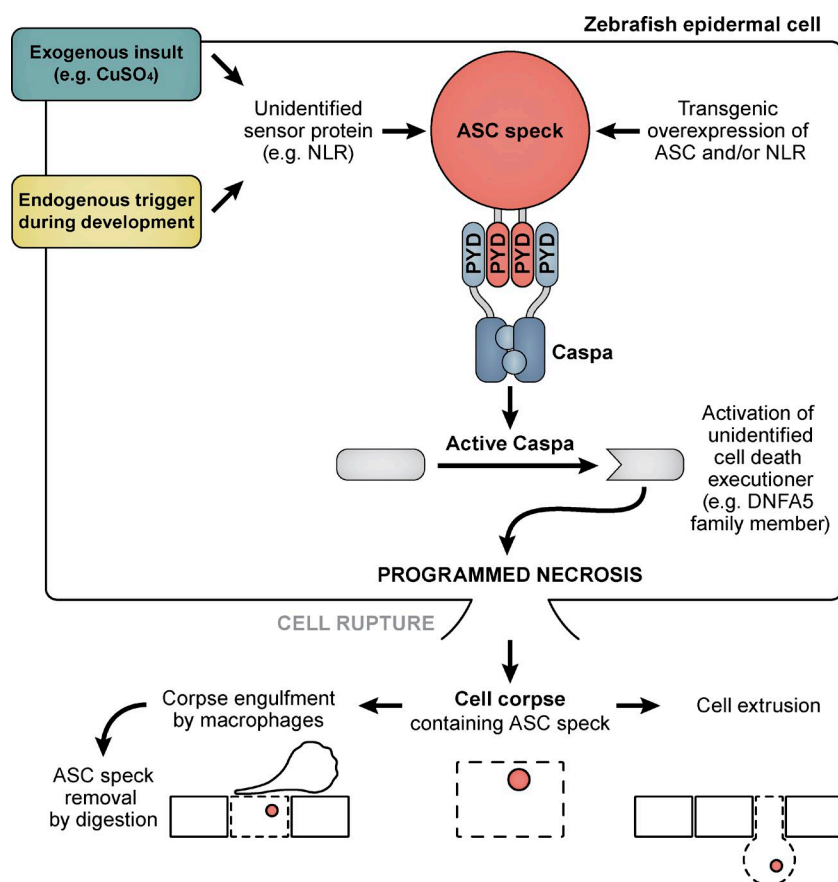 Zebrafish epidermal cell
Exogenous insult
(e.g. CuSO₄)
Unidentified
sensor protein
(e.g. NLR)
ASC speck
Transgenic
overexpression of
ASC and/or NLR
Endogenous trigger
during development
PYD
PYD
PYD
PYD
Caspa
Active Caspa
Activation of
unidentified
cell death
executioner
(e.g. DNFA5
family member)
PROGRAMMED NECROSIS
CELL RUPTURE
Corpse engulfment
by macrophages
Cell corpse
containing ASC speck
Cell extrusion
ASC speck
removal
by digestion